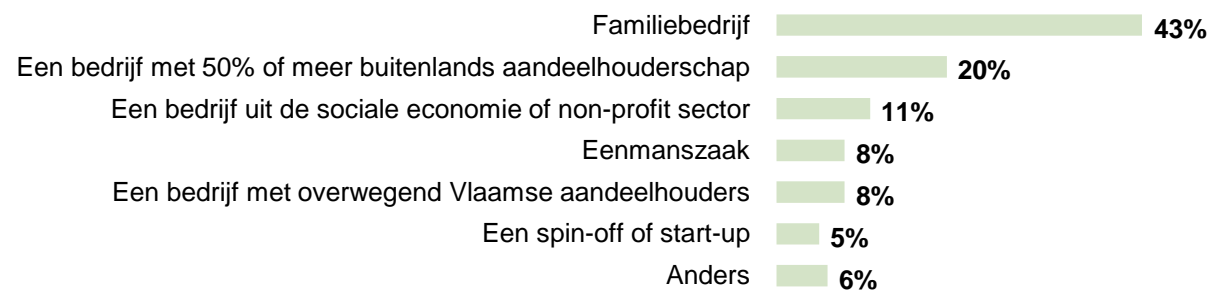 Familiebedrijf 43%
Een bedrijf met 50% of meer buitenlands aandeelhouderschap 20%
Een bedrijf uit de sociale economie of non-profit sector 11%
Eenmanszaak 8%
Een bedrijf met overwegend Vlaamse aandeelhouders 8%
Een spin-off of start-up 5%
Anders 6%